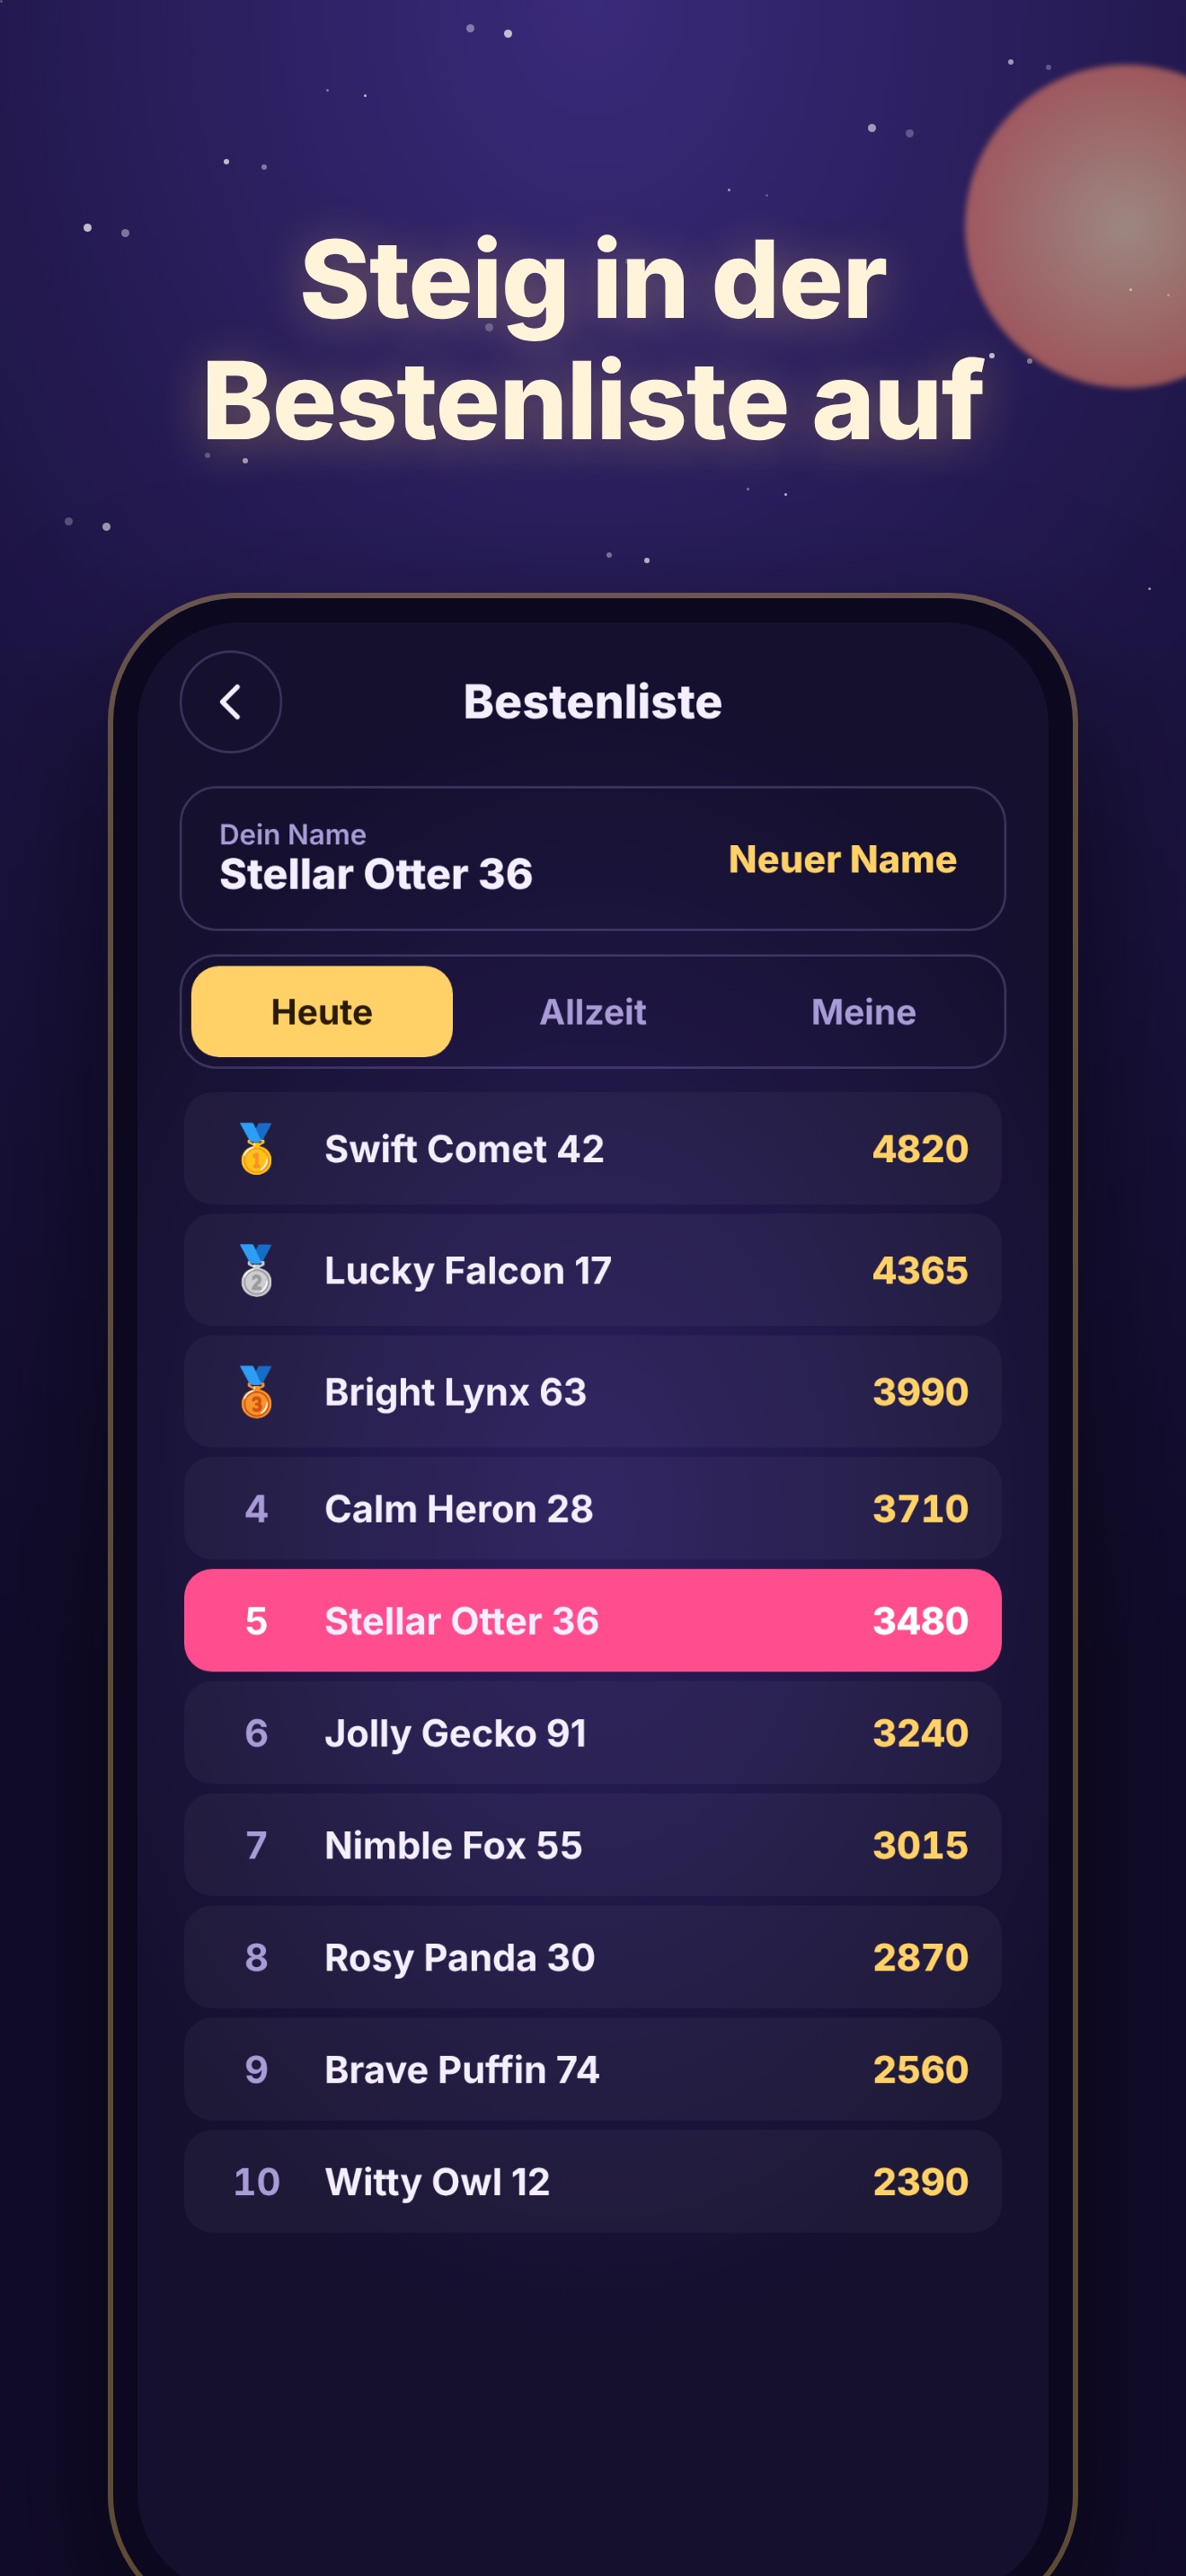 Steig in der
Bestenliste auf
Bestenliste
Dein Name
Stellar Otter 36
Neuer Name
Heute Allzeit Meine
1 Swift Comet 42 4820
2 Lucky Falcon 17 4365
3 Bright Lynx 63 3990
4 Calm Heron 28 3710
5 Stellar Otter 36 3480
6 Jolly Gecko 91 3240
7 Nimble Fox 55 3015
8 Rosy Panda 30 2870
9 Brave Puffin 74 2560
10 Witty Owl 12 2390